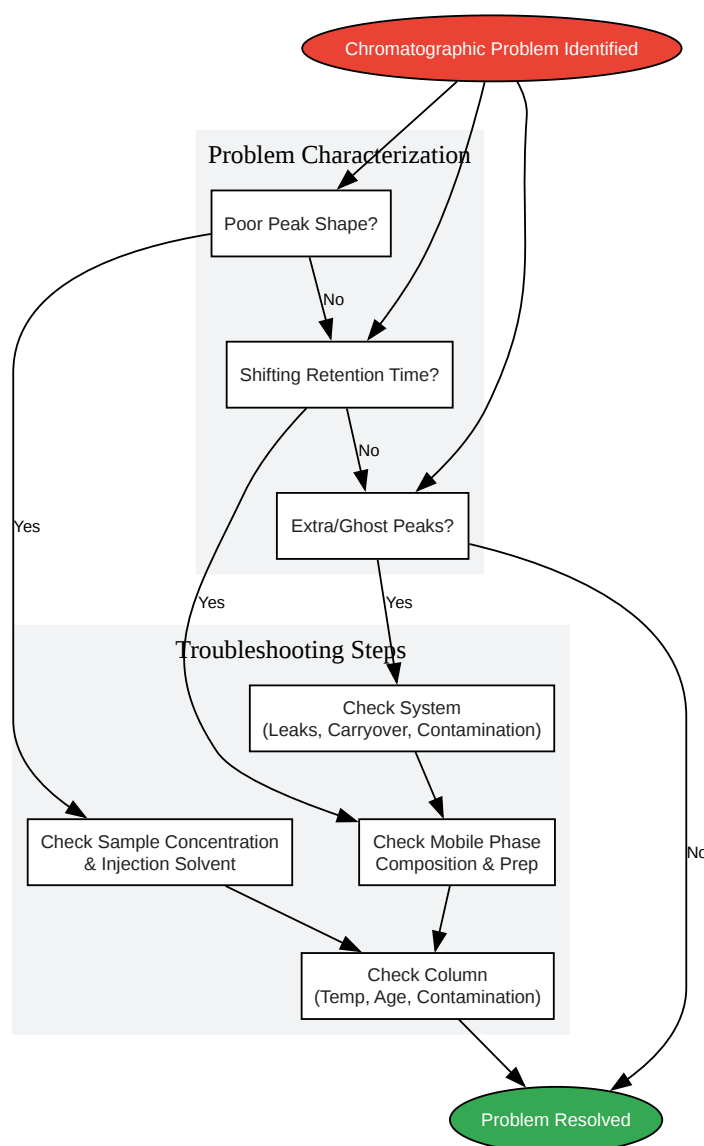 Chromatographic Problem Identified
Problem Characterization
Poor Peak Shape?
No
Shifting Retention Time?
No
Extra/Ghost Peaks?
Yes
Yes
Yes
Troubleshooting Steps
Check System
(Leaks, Carryover, Contamination)
Check Sample Concentration
& Injection Solvent
Check Mobile Phase
Composition & Prep
No
Check Column
(Temp, Age, Contamination)
Problem Resolved